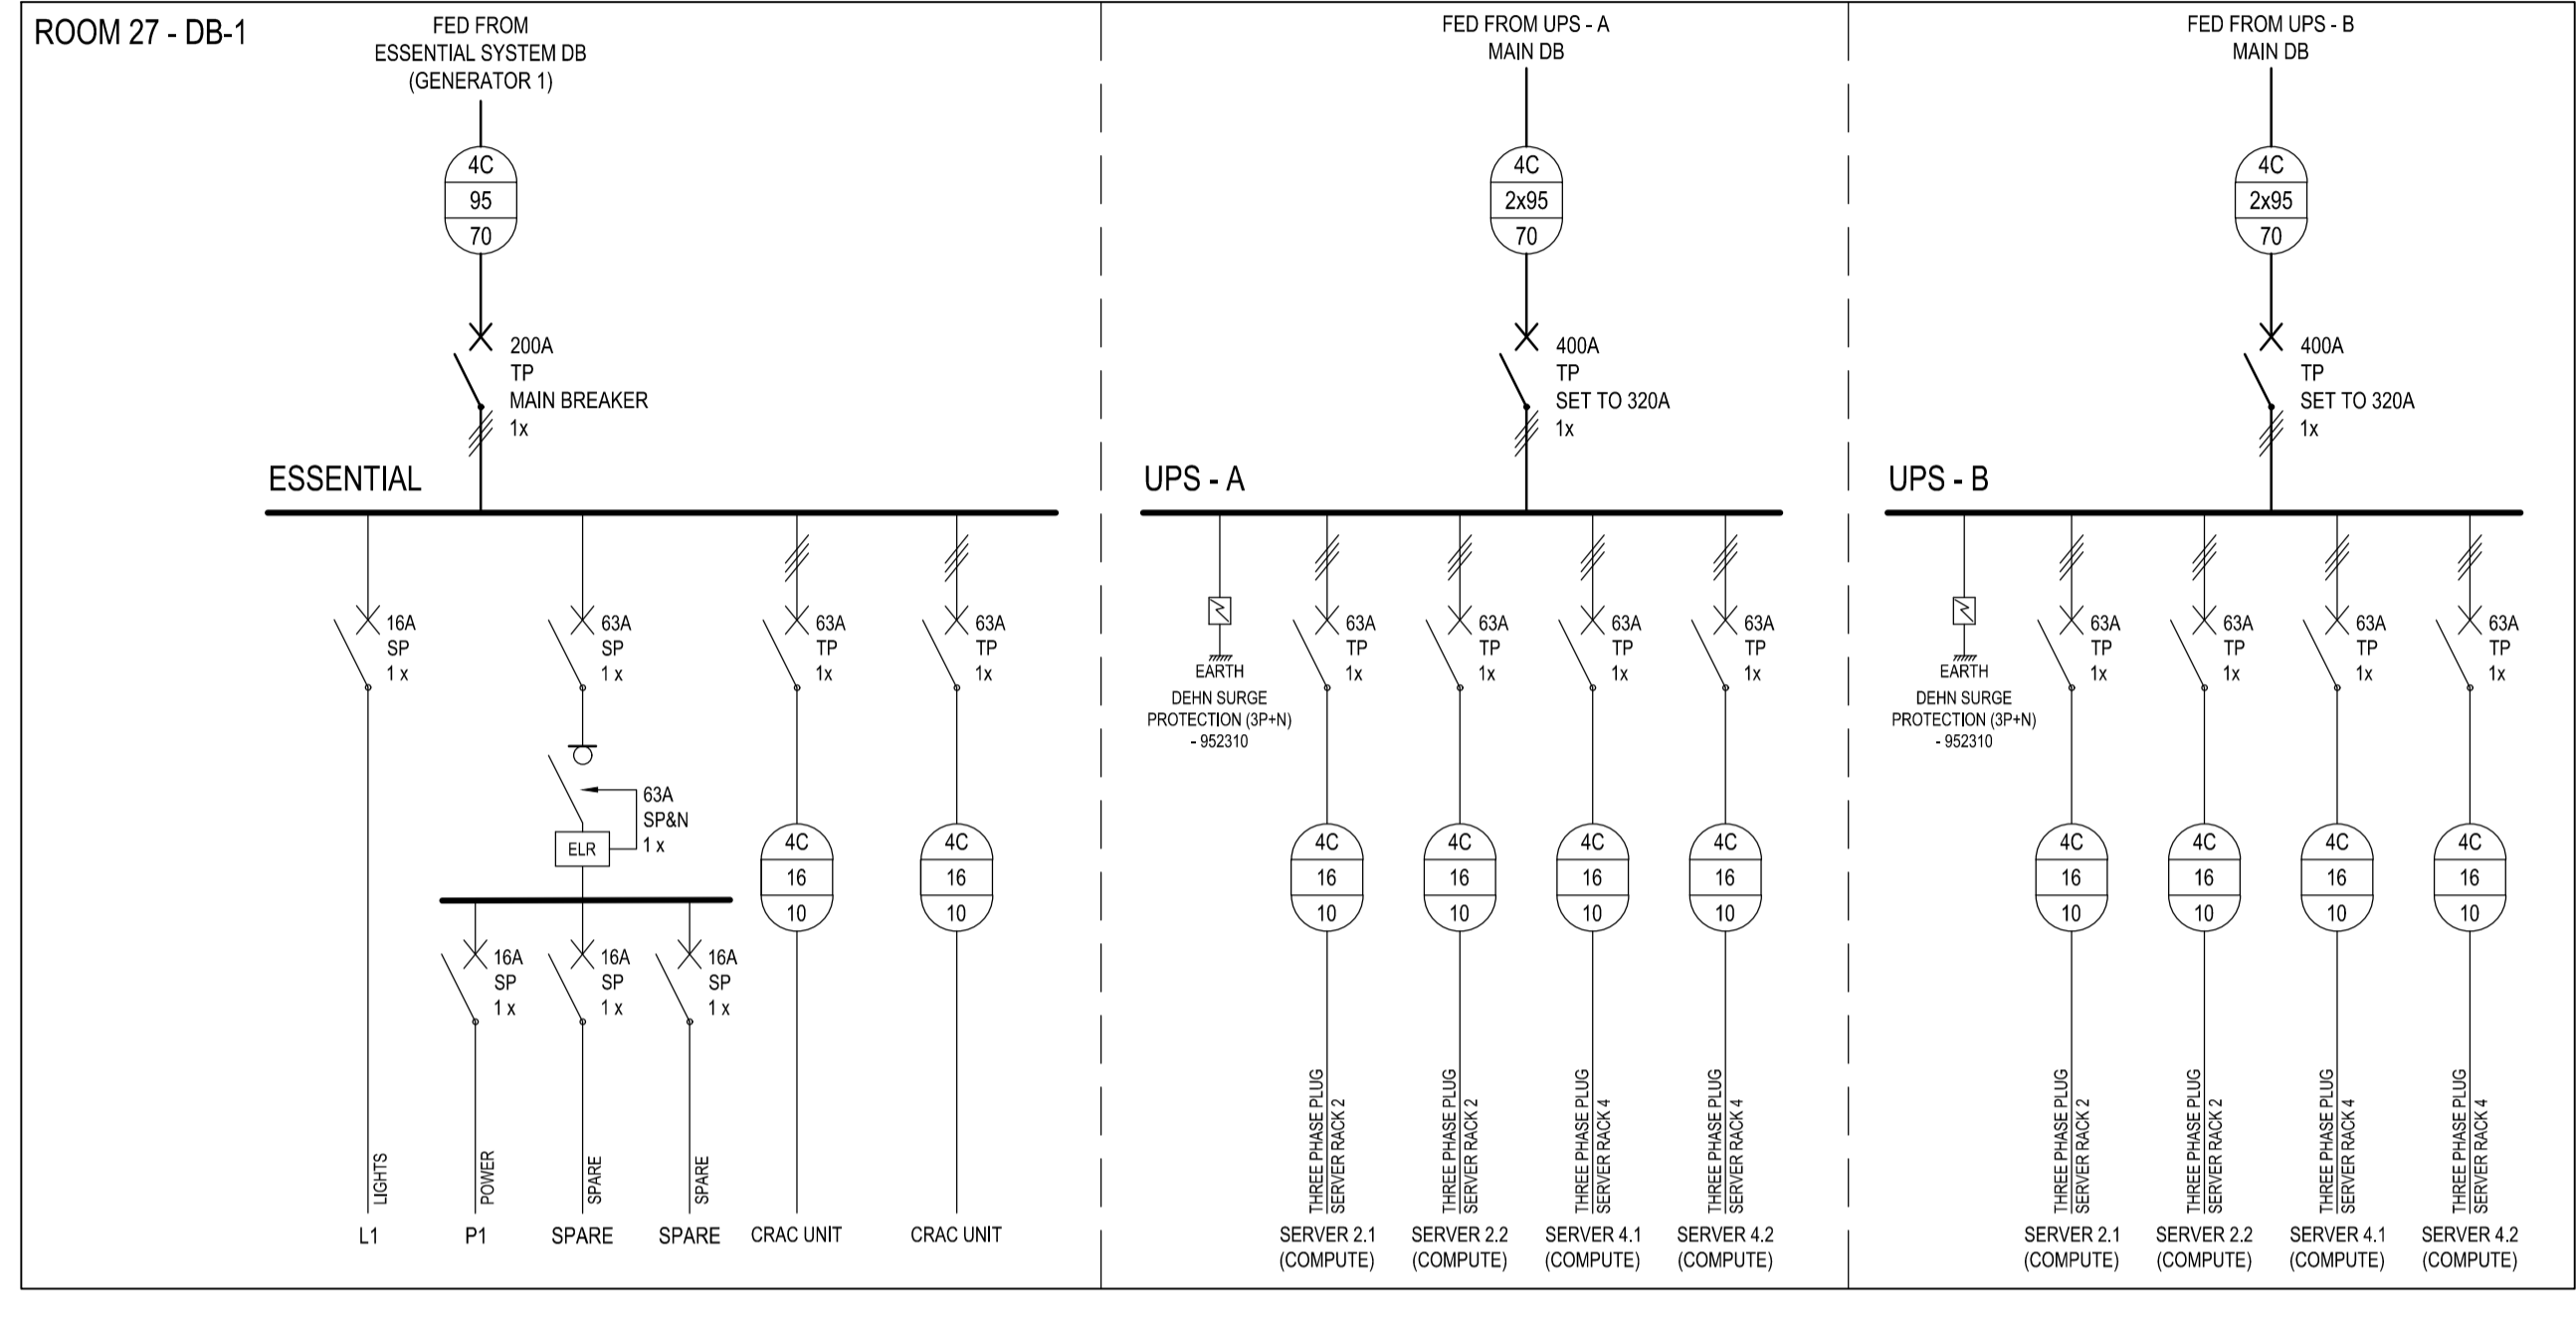 ROOM 27 - DB-1
FED FROM
ESSENTIAL SYSTEM DB
(GENERATOR 1)
4C
95
70
200A
TP
MAIN BREAKER
1x
ESSENTIAL
16A
SP
1 x
63A
SP
1 x
63A
SP&N
1 x
ELR
16A
SP
1 x
16A
SP
1 x
16A
SP
1 x
63A
TP
1x
4C
16
10
63A
TP
1x
4C
16
10
LIGHTS
L1
POWER
P1
SPARE
SPARE
SPARE
SPARE
CRAC UNIT
CRAC UNIT
FED FROM UPS - A
MAIN DB
4C
2x95
70
400A
TP
SET TO 320A
1x
UPS - A
EARTH
DEHN SURGE
PROTECTION (3P+N)
- 952310
63A
TP
1x
4C
16
10
THREE PHASE PLUG
SERVER RACK 2
SERVER 2.1
(COMPUTE)
63A
TP
1x
4C
16
10
THREE PHASE PLUG
SERVER RACK 2
SERVER 2.2
(COMPUTE)
63A
TP
1x
4C
16
10
THREE PHASE PLUG
SERVER RACK 4
SERVER 4.1
(COMPUTE)
63A
TP
1x
4C
16
10
THREE PHASE PLUG
SERVER RACK 4
SERVER 4.2
(COMPUTE)
FED FROM UPS - B
MAIN DB
4C
2x95
70
400A
TP
SET TO 320A
1x
UPS - B
EARTH
DEHN SURGE
PROTECTION (3P+N)
- 952310
63A
TP
1x
4C
16
10
THREE PHASE PLUG
SERVER RACK 2
SERVER 2.1
(COMPUTE)
63A
TP
1x
4C
16
10
THREE PHASE PLUG
SERVER RACK 2
SERVER 2.2
(COMPUTE)
63A
TP
1x
4C
16
10
THREE PHASE PLUG
SERVER RACK 4
SERVER 4.1
(COMPUTE)
63A
TP
1x
4C
16
10
THREE PHASE PLUG
SERVER RACK 4
SERVER 4.2
(COMPUTE)